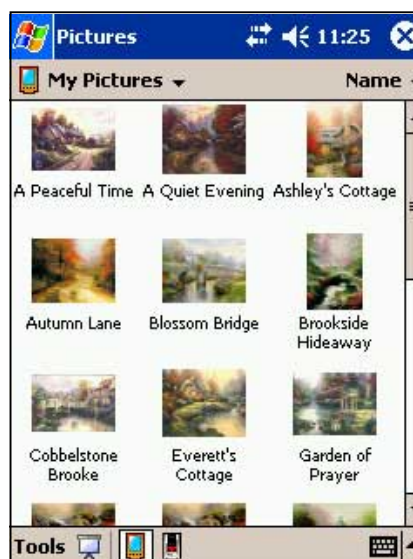 Pictures 11:25
My Pictures Name
A Peaceful Time A Quiet Evening Ashley's Cottage
Autumn Lane Blossom Bridge Brookside
Hideaway
Cobbelstone Everett's Garden of
Brooke Cottage Prayer
Tools